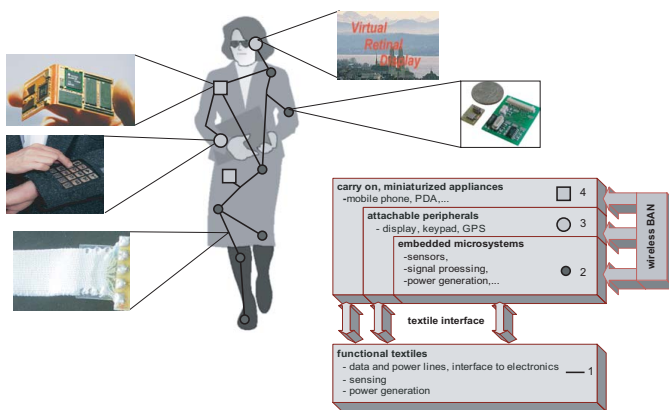 Virtual
Retinal
Display
carry on, miniaturized appliances
-mobile phone, PDA,...
4
attachable peripherals
- display, keypad, GPS
3
embedded microsystems
-sensors,
-signal proessing,
-power generation,...
2
wireless BAN
textile interface
functional textiles
- data and power lines, interface to electronics
- sensing
- power generation
1